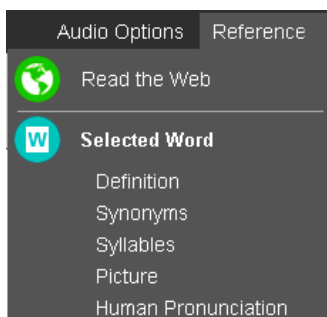 Audio Options Reference
Read the Web
W Selected Word
Definition
Synonyms
Syllables
Picture
Human Pronunciation